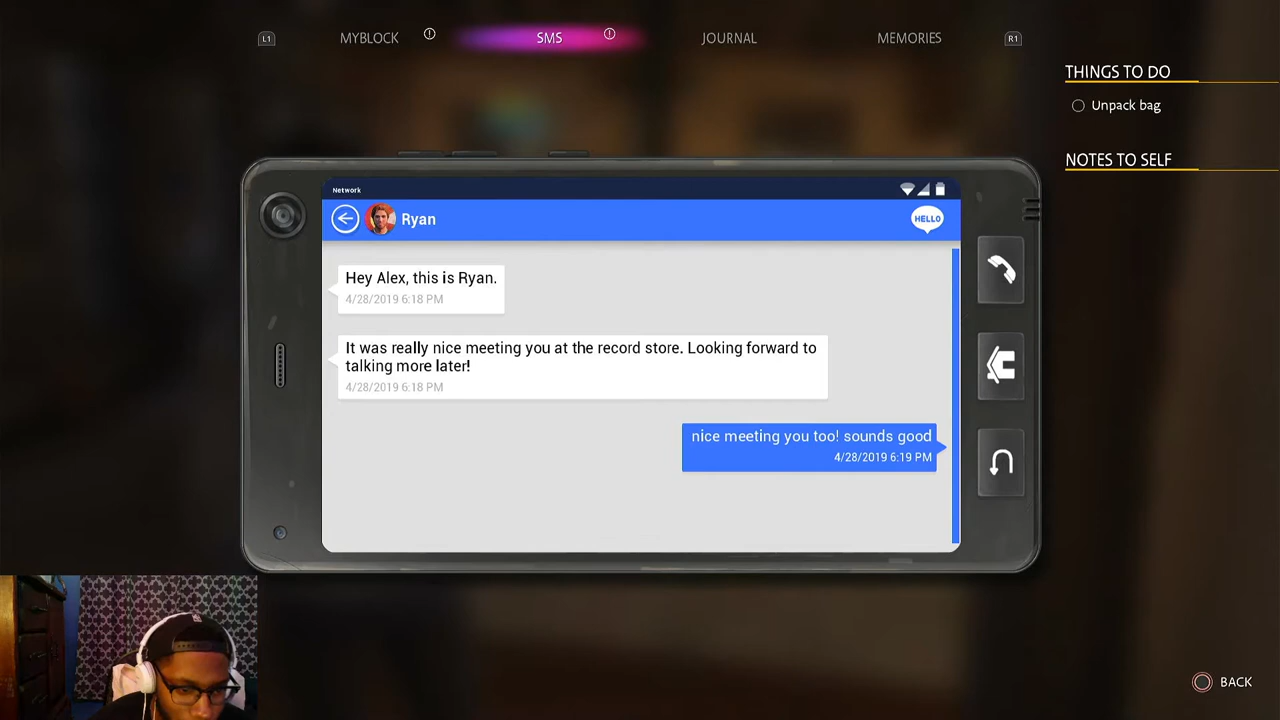 L1
MYBLOCK
SMS
JOURNAL
MEMORIES
R1
THINGS TO DO
Unpack bag
NOTES TO SELF
Network
Ryan
HELLO
Hey Alex, this is Ryan.
4/28/2019 6:18 PM
It was really nice meeting you at the record store. Looking forward to
talking more later!
4/28/2019 6:18 PM
nice meeting you too! sounds good
4/28/2019 6:19 PM
BACK